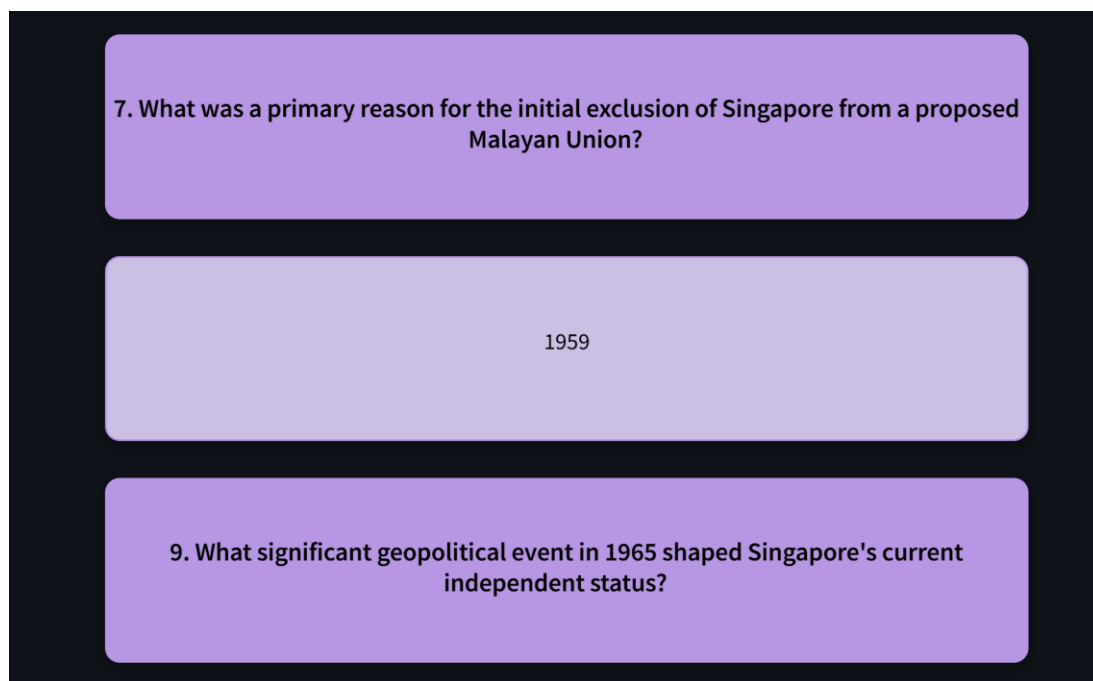 7. What was a primary reason for the initial exclusion of Singapore from a proposed
Malayan Union?
1959
9. What significant geopolitical event in 1965 shaped Singapore's current
independent status?